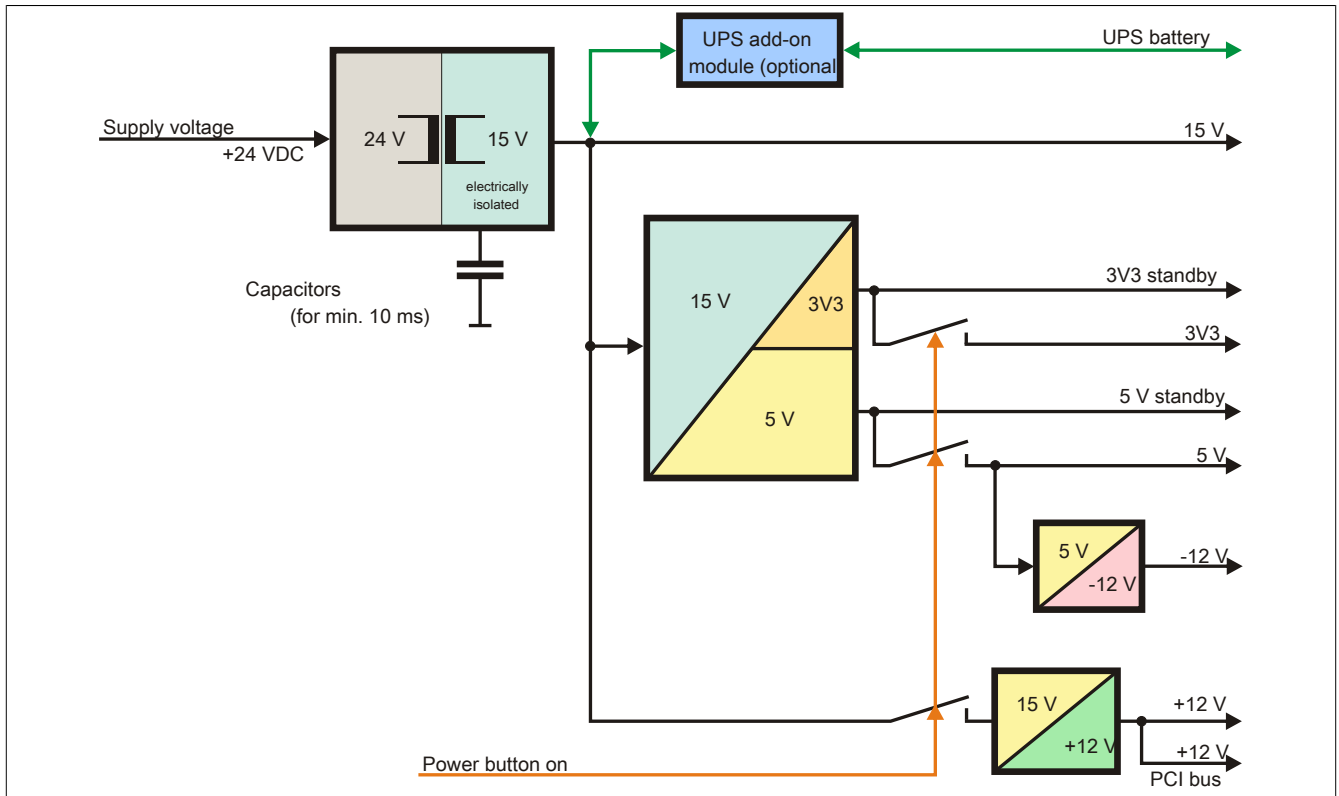 UPS add-on
module (optional
UPS battery
Supply voltage
+24 VDC
24 V
15 V
electrically
isolated
15 V
Capacitors
(for min. 10 ms)
15 V
3V3
5 V
3V3 standby
3V3
5 V standby
5 V
5 V
-12 V
-12 V
15 V
+12 V
+12 V
+12 V
PCI bus
Power button on